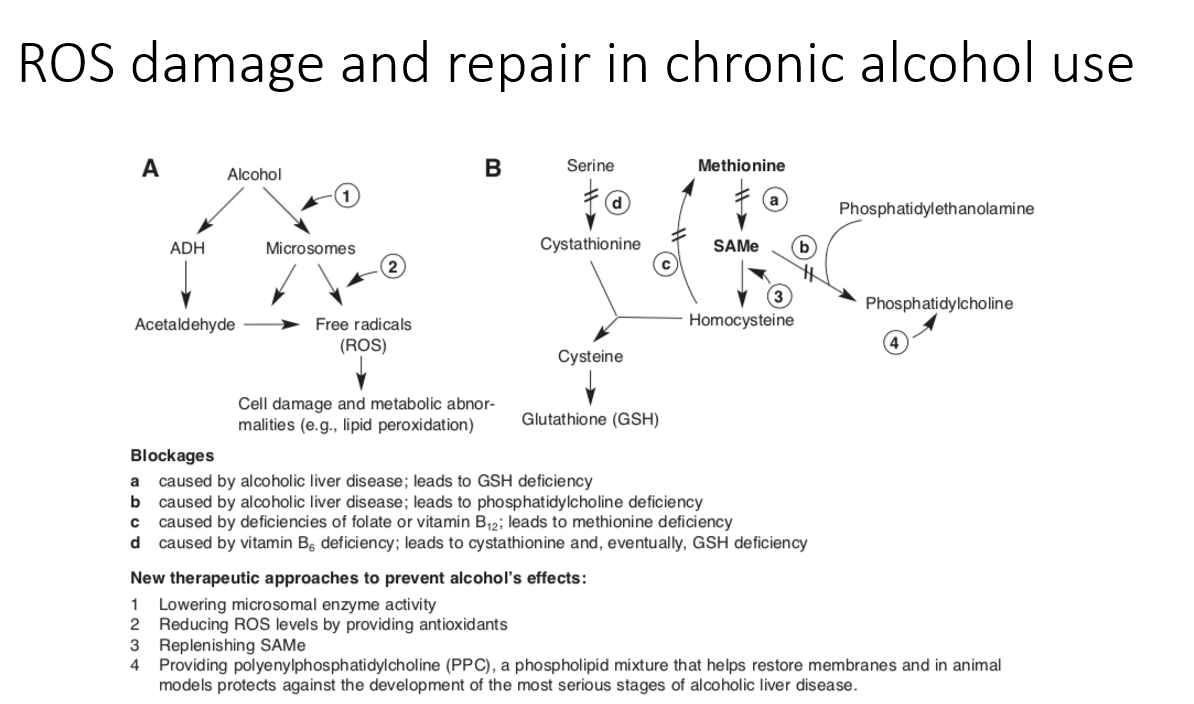 ROS damage and repair in chronic alcohol use
A
Alcohol
1
ADH
Microsomes
2
Acetaldehyde
Free radicals
(ROS)
Cell damage and metabolic abnor-
malities (e.g., lipid peroxidation)
B
Serine
Methionine
d
a
Phosphatidylethanolamine
Cystathionine
SAMe
b
c
3
Phosphatidylcholine
Homocysteine
4
Cysteine
Glutathione (GSH)
Blockages
a caused by alcoholic liver disease; leads to GSH deficiency
b caused by alcoholic liver disease; leads to phosphatidylcholine deficiency
c caused by deficiencies of folate or vitamin B12; leads to methionine deficiency
d caused by vitamin B6 deficiency; leads to cystathionine and, eventually, GSH deficiency
New therapeutic approaches to prevent alcohol's effects:
1 Lowering microsomal enzyme activity
2 Reducing ROS levels by providing antioxidants
3 Replenishing SAMe
4 Providing polyenylphosphatidylcholine (PPC), a phospholipid mixture that helps restore membranes and in animal
models protects against the development of the most serious stages of alcoholic liver disease.